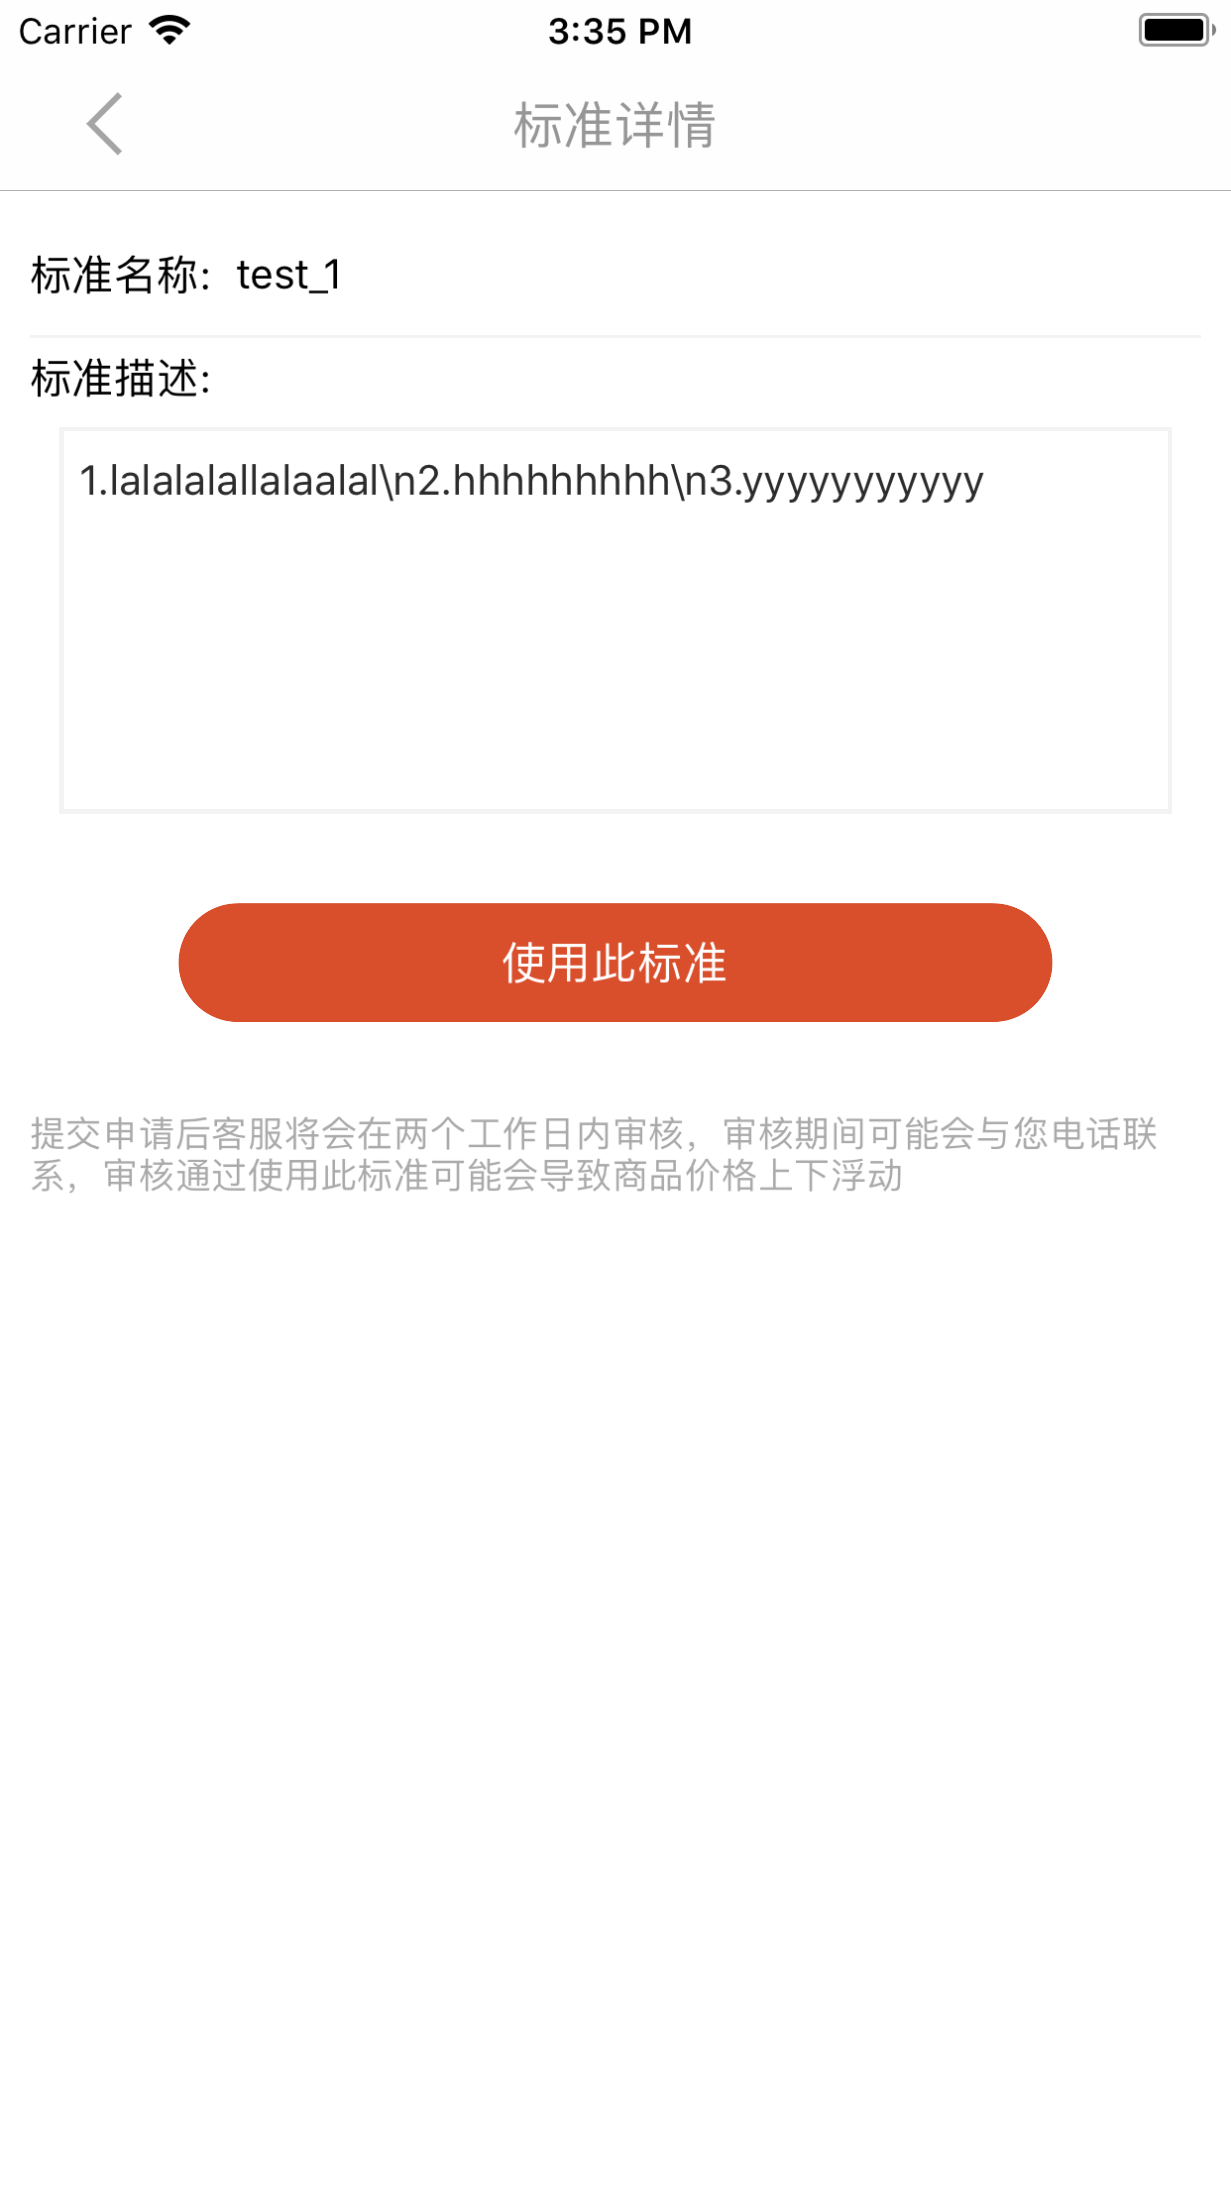 Carrier 3:35 PM
标准详情
标准名称：test_1
标准描述：
1.lalalalallalaalal\n2.hhhhhhhhh\n3.yyyyyyyyyyy
使用此标准
提交申请后客服将会在两个工作日内审核，审核期间可能会与您电话联
系，审核通过使用此标准可能会导致商品价格上下浮动